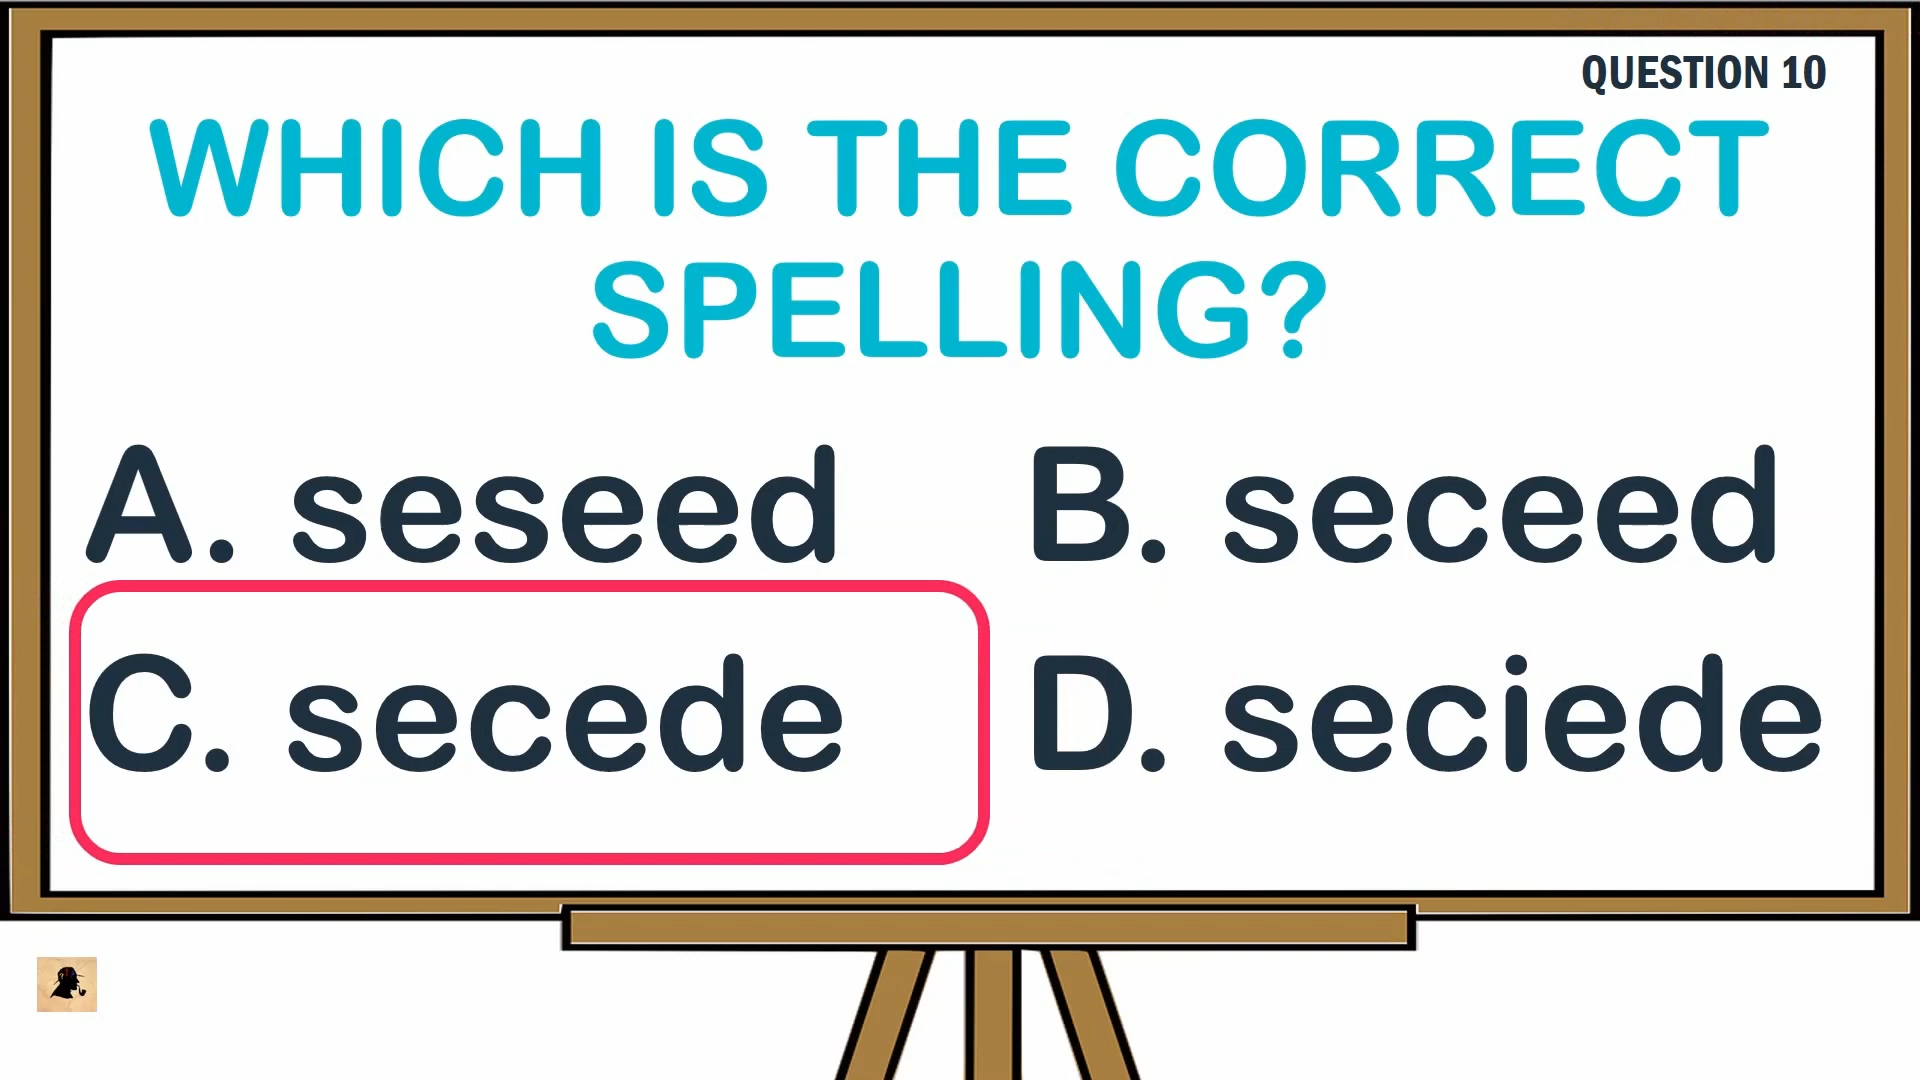 QUESTION 10
WHICH IS THE CORRECT
SPELLING?
A. seseed
B. seceed
C. secede
D. seciede